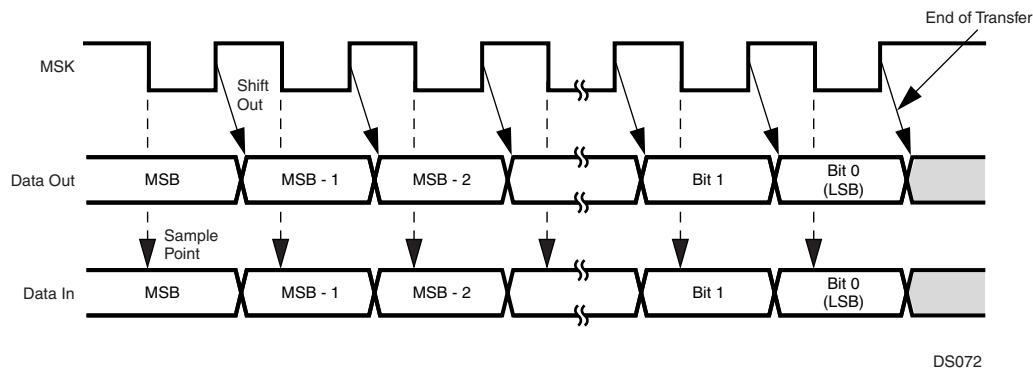 End of Transfer
MSK
Shift
Out
Data Out
MSB
MSB - 1
MSB - 2
Bit 1
Bit 0
(LSB)
Sample
Point
Data In
MSB
MSB - 1
MSB - 2
Bit 1
Bit 0
(LSB)
DS072